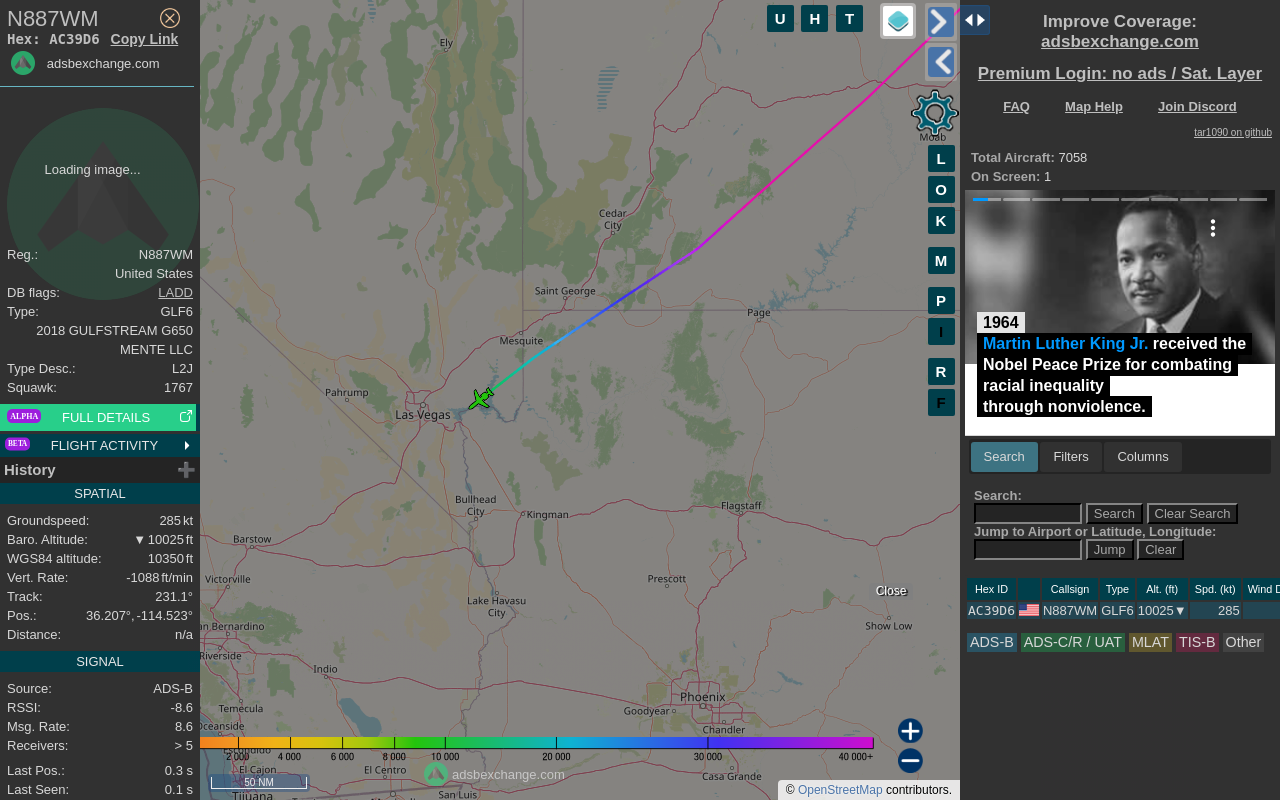 N887WM
Hex: AC39D6 Copy Link
adsbexchange.com
Loading image...
Reg.: N887WM
United States
DB flags: LADD
Type: GLF6
2018 GULFSTREAM G650
MENTE LLC
Type Desc.: L2J
Squawk: 1767
ALPHA FULL DETAILS
BETA FLIGHT ACTIVITY
History
SPATIAL
Groundspeed: 285 kt
Baro. Altitude: ▼ 10025 ft
WGS84 altitude: 10350 ft
Vert. Rate: -1088 ft/min
Track: 231.1°
Pos.: 36.207°, -114.523°
Distance: n/a
SIGNAL
Source: ADS-B
RSSI: -8.6
Msg. Rate: 8.6
Receivers: > 5
Last Pos.: 0.3 s
Last Seen: 0.1 s
U H T
L
O
K
M
P
I
R
F
Ely
Moab
Cedar
City
Saint George
Page
Mesquite
Pahrump
Las Vegas
Bullhead
City
Kingman
Flagstaff
Barstow
Victorville
Prescott
Lake Havasu
City
Close
Show Low
an Bernardino
Riverside
Indio
Temecula
Phoenix
Goodyear
Chandler
Oceanside
Escondido
El Cajon
El Centro
Casa Grande
Tijuana
San Luis
2 000 4 000 6 000 8 000 10 000 20 000 30 000 40 000+
adsbexchange.com
50 NM
© OpenStreetMap contributors.
Improve Coverage:
adsbexchange.com
Premium Login: no ads / Sat. Layer
FAQ Map Help Join Discord
tar1090 on github
Total Aircraft: 7058
On Screen: 1
1964
Martin Luther King Jr. received the
Nobel Peace Prize for combating
racial inequality
through nonviolence.
Search Filters Columns
Search:
Search Clear Search
Jump to Airport or Latitude, Longitude:
Jump Clear
Hex ID Callsign Type Alt. (ft) Spd. (kt) Wind D
AC39D6 N887WM GLF6 10025▼ 285
ADS-B ADS-C/R / UAT MLAT TIS-B Other